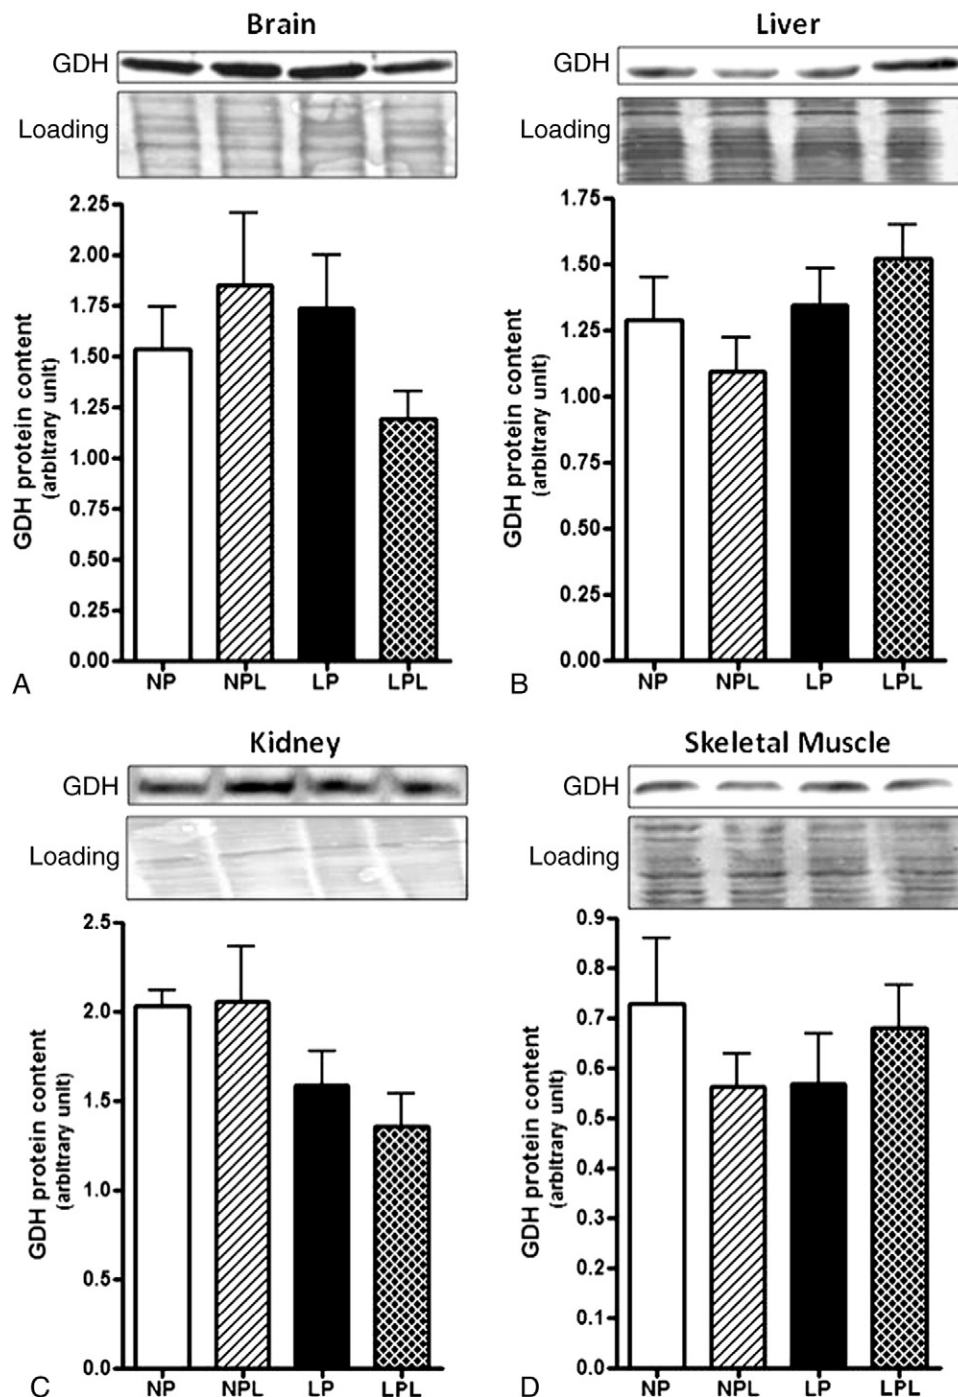 Brain
GDH
Loading
2.25
2.00
1.75
1.50
1.25
1.00
0.75
0.50
0.25
0.00
GDH protein content
(arbitrary unit)
NP NPL LP LPL
A
Liver
GDH
Loading
1.75
1.50
1.25
1.00
0.75
0.50
0.25
0.00
GDH protein content
(arbitrary unit)
NP NPL LP LPL
B
Kidney
GDH
Loading
2.5
2.0
1.5
1.0
0.5
0.0
GDH protein content
(arbitrary unit)
NP NPL LP LPL
C
Skeletal Muscle
GDH
Loading
0.9
0.8
0.7
0.6
0.5
0.4
0.3
0.2
0.1
0.0
GDH protein content
(arbitrary unit)
NP NPL LP LPL
D